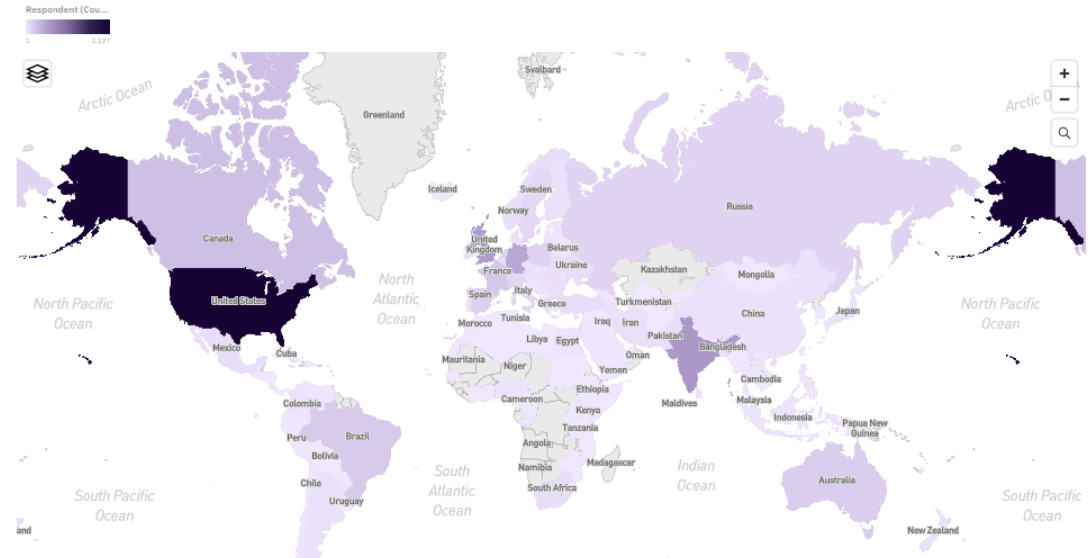 Respondent (Cou...
1 3,127
Svalbard
Arctic Ocean
Arctic O
+
−
Greenland
Iceland
Sweden
Norway
Russia
Canada
United
Kingdom
Belarus
Ukraine
Kazakhstan
Mongolia
France
North
Atlantic
Ocean
North Pacific
Ocean
United States
Spain
Italy
Greece
Turkmenistan
China
Japan
North Pacific
Ocean
Morocco
Tunisia
Iraq
Iran
Pakistan
Bangladesh
Libya
Egypt
Mexico
Cuba
Mauritania
Niger
Oman
Yemen
Cambodia
Ethiopia
Cameroon
Kenya
Maldives
Malaysia
Indonesia
Papua New
Guinea
Colombia
Tanzania
Peru
Brazil
Angola
Bolivia
Namibia
Madagascar
Indian
Ocean
Chile
South
Atlantic
Ocean
South Africa
Australia
Uruguay
South Pacific
Ocean
South Pacific
Ocean
and
New Zealand